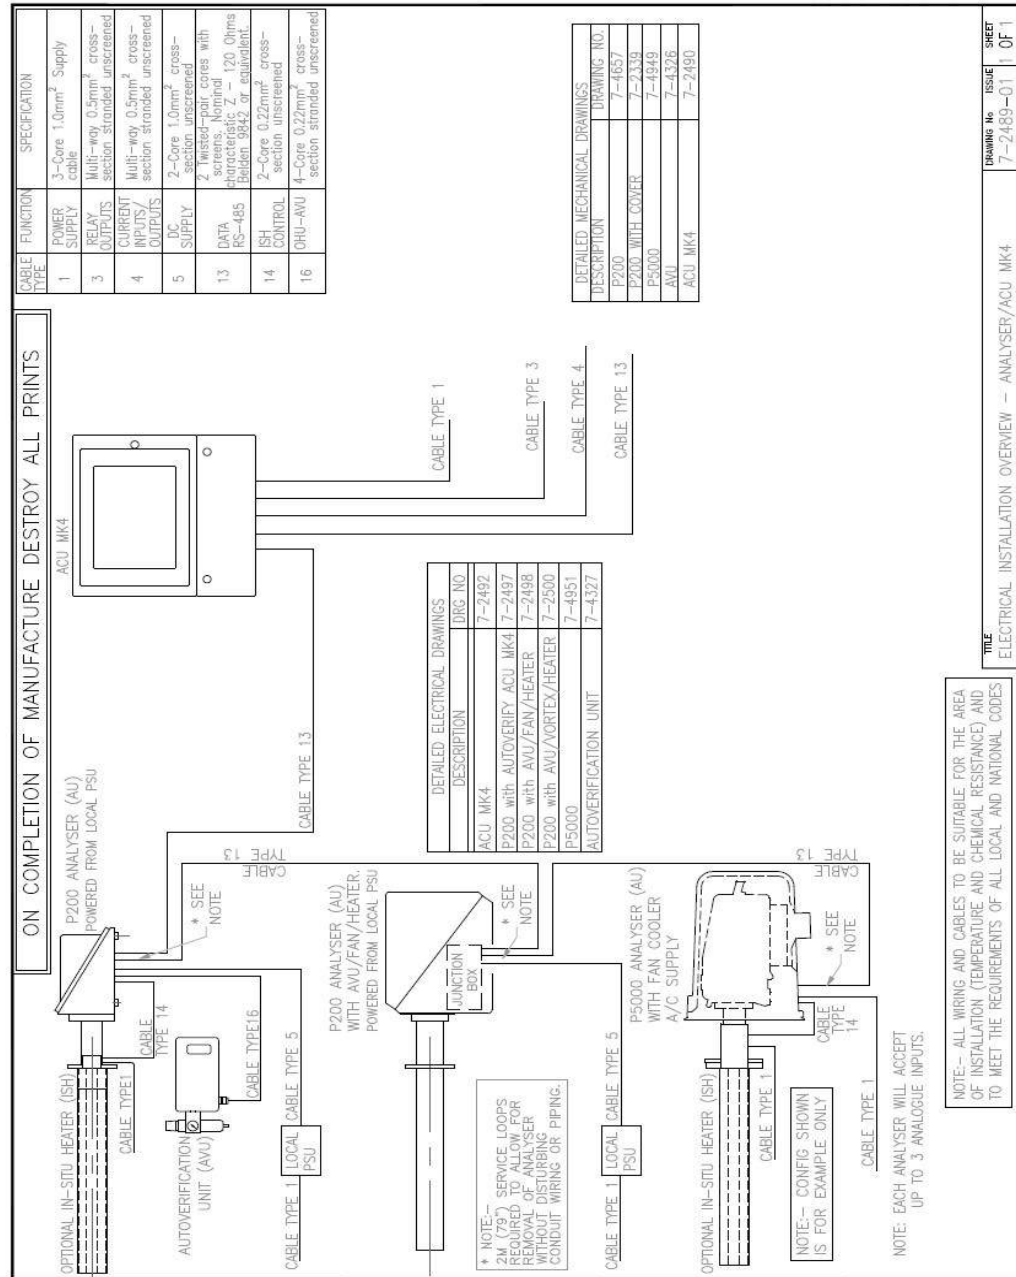 ON COMPLETION OF MANUFACTURE DESTROY ALL PRINTS
CABLE TYPE FUNCTION SPECIFICATION
1 POWER SUPPLY 3-Core 1.0mm² Supply cable
3 RELAY OUTPUTS Multi-way 0.5mm² cross-section stranded unscreened
4 CURRENT INPUTS/OUTPUTS Multi-way 0.5mm² cross-section stranded unscreened
5 DC SUPPLY 2-Core 1.0mm² cross-section unscreened
13 DATA RS-485 2 Twisted-pair cores with screens. Nominal characteristic Z - 120 Ohms Belden 9842 or equivalent.
14 ISH CONTROL 2-Core 0.22mm² cross-section unscreened
16 OHU-AVU 4-Core 0.22mm² cross-section stranded unscreened
OPTIONAL IN-SITU HEATER (ISH)
P200 ANALYSER (AU)
POWERED FROM LOCAL PSU
ACU MK4
CABLE TYPE1
CABLE
TYPE 14
* SEE
NOTE
CABLE
TYPE 13
CABLE TYPE 13
AUTOVERIFICATION
UNIT (AVU)
CABLE TYPE16
CABLE TYPE 1
LOCAL
PSU
CABLE TYPE 5
CABLE TYPE 1
CABLE TYPE 3
CABLE TYPE 4
CABLE TYPE 13
P200 ANALYSER (AU)
WITH AVU/FAN/HEATER.
POWERED FROM LOCAL PSU
JUNCTION
BOX
* SEE
NOTE
* NOTE:-
2M (79") SERVICE LOOPS
REQUIRED TO ALLOW FOR
REMOVAL OF ANALYSER
WITHOUT DISTURBING
CONDUIT WIRING OR PIPING.
CABLE TYPE 1
LOCAL
PSU
CABLE TYPE 5
DETAILED ELECTRICAL DRAWINGS
DESCRIPTION DRG NO
ACU MK4 7-2492
P200 with AUTOVERIFY ACU MK4 7-2497
P200 with AVU/FAN/HEATER 7-2498
P200 with AVU/VORTEX/HEATER 7-2500
P5000 7-4951
AUTOVERIFICATION UNIT 7-4327
DETAILED MECHANICAL DRAWINGS
DESCRIPTION DRAWING NO.
P200 7-4657
P200 WITH COVER 7-2339
P5000 7-4949
AVU 7-4326
ACU MK4 7-2490
P5000 ANALYSER (AU)
WITH FAN COOLER
A/C SUPPLY
OPTIONAL IN-SITU HEATER (ISH)
CABLE TYPE 1
CABLE
TYPE
14
* SEE
NOTE
CABLE
TYPE 13
NOTE:- CONFIG SHOWN
IS FOR EXAMPLE ONLY
CABLE TYPE 1
NOTE: EACH ANALYSER WILL ACCEPT
UP TO 3 ANALOGUE INPUTS.
NOTE:- ALL WIRING AND CABLES TO BE SUITABLE FOR THE AREA
OF INSTALLATION (TEMPERATURE AND CHEMICAL RESISTANCE) AND
TO MEET THE REQUIREMENTS OF ALL LOCAL AND NATIONAL CODES
TITLE
ELECTRICAL INSTALLATION OVERVIEW - ANALYSER/ACU MK4
DRAWING No
7-2489-01
ISSUE
1
SHEET
1 OF 1